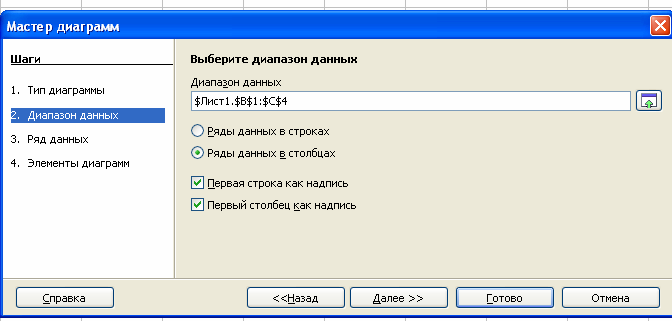 Мастер диаграмм
Шаги
1. Тип диаграммы
2. Диапазон данных
3. Ряд данных
4. Элементы диаграмм
Выберите диапазон данных
Диапазон данных
$Лист1.$B$1:$C$4
Ряды данных в строках
Ряды данных в столбцах
Первая строка как надпись
Первый столбец как надпись
Справка
<<Назад
Далее >>
Готово
Отмена